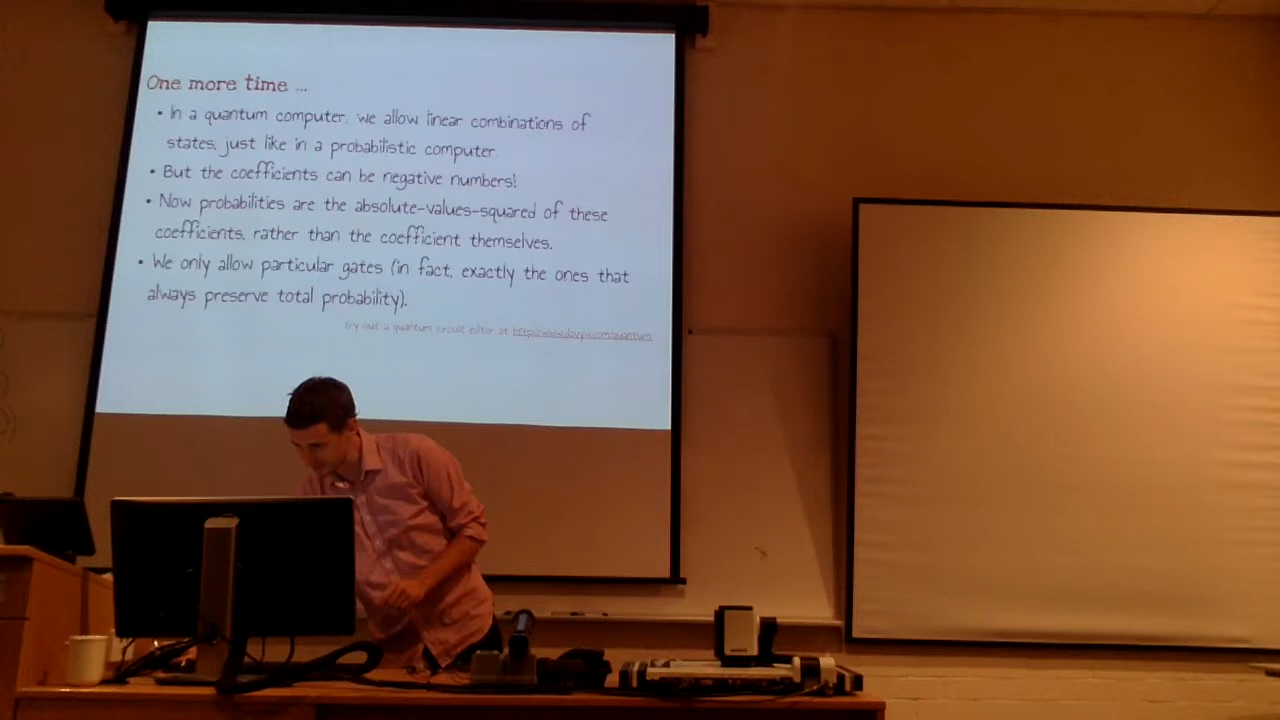 One more time ...
• In a quantum computer, we allow linear combinations of
states, just like in a probabilistic computer.
• But the coefficients can be negative numbers!
• Now probabilities are the absolute-values-squared of these
coefficients, rather than the coefficient themselves.
• We only allow particular gates (in fact, exactly the ones that
always preserve total probability).
try out a quantum circuit editor at